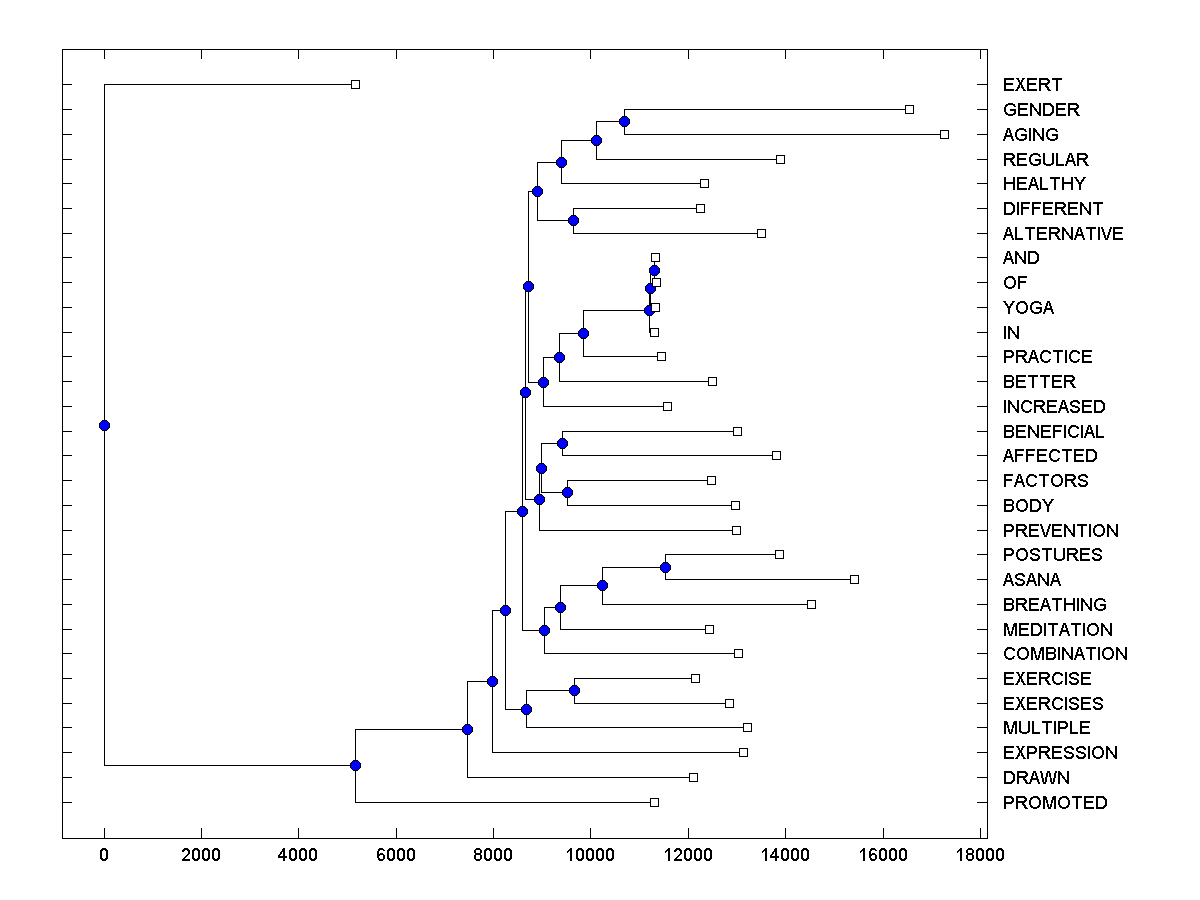 EXERT
GENDER
AGING
REGULAR
HEALTHY
DIFFERENT
ALTERNATIVE
AND
OF
YOGA
IN
PRACTICE
BETTER
INCREASED
BENEFICIAL
AFFECTED
FACTORS
BODY
PREVENTION
POSTURES
ASANA
BREATHING
MEDITATION
COMBINATION
EXERCISE
EXERCISES
MULTIPLE
EXPRESSION
DRAWN
PROMOTED
0 2000 4000 6000 8000 10000 12000 14000 16000 18000